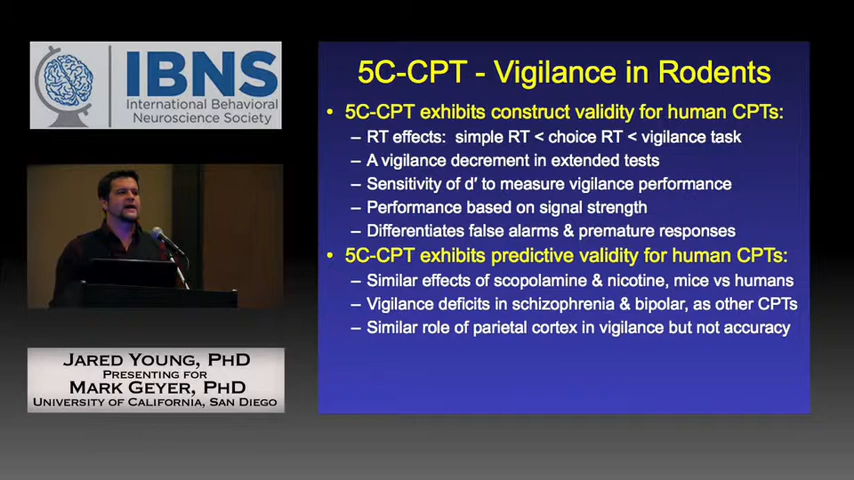 IBNS
International Behavioral
Neuroscience Society
JARED YOUNG, PHD
PRESENTING FOR
MARK GEYER, PHD
UNIVERSITY OF CALIFORNIA, SAN DIEGO
5C-CPT - Vigilance in Rodents
• 5C-CPT exhibits construct validity for human CPTs:
– RT effects: simple RT < choice RT < vigilance task
– A vigilance decrement in extended tests
– Sensitivity of d′ to measure vigilance performance
– Performance based on signal strength
– Differentiates false alarms & premature responses
• 5C-CPT exhibits predictive validity for human CPTs:
– Similar effects of scopolamine & nicotine, mice vs humans
– Vigilance deficits in schizophrenia & bipolar, as other CPTs
– Similar role of parietal cortex in vigilance but not accuracy